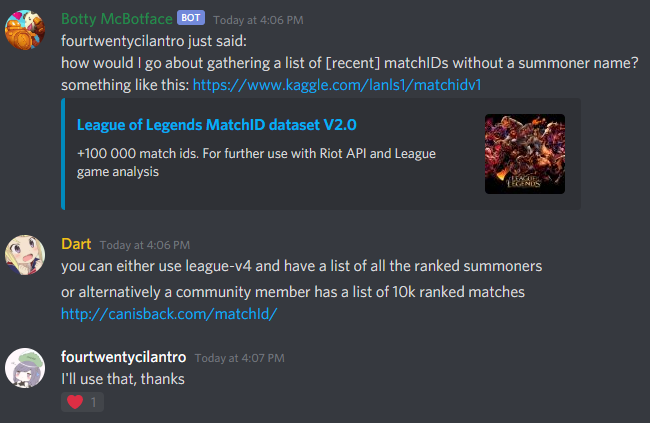 Botty McBotface BOT Today at 4:06 PM
fourtwentycilantro just said:
how would I go about gathering a list of [recent] matchIDs without a summoner name?
something like this: https://www.kaggle.com/lanls1/matchidv1
League of Legends MatchID dataset V2.0
+100 000 match ids. For further use with Riot API and League
game analysis
LEAGUE OF
LEGENDS
Dart Today at 4:06 PM
you can either use league-v4 and have a list of all the ranked summoners
or alternatively a community member has a list of 10k ranked matches
http://canisback.com/matchId/
fourtwentycilantro Today at 4:07 PM
I'll use that, thanks
1